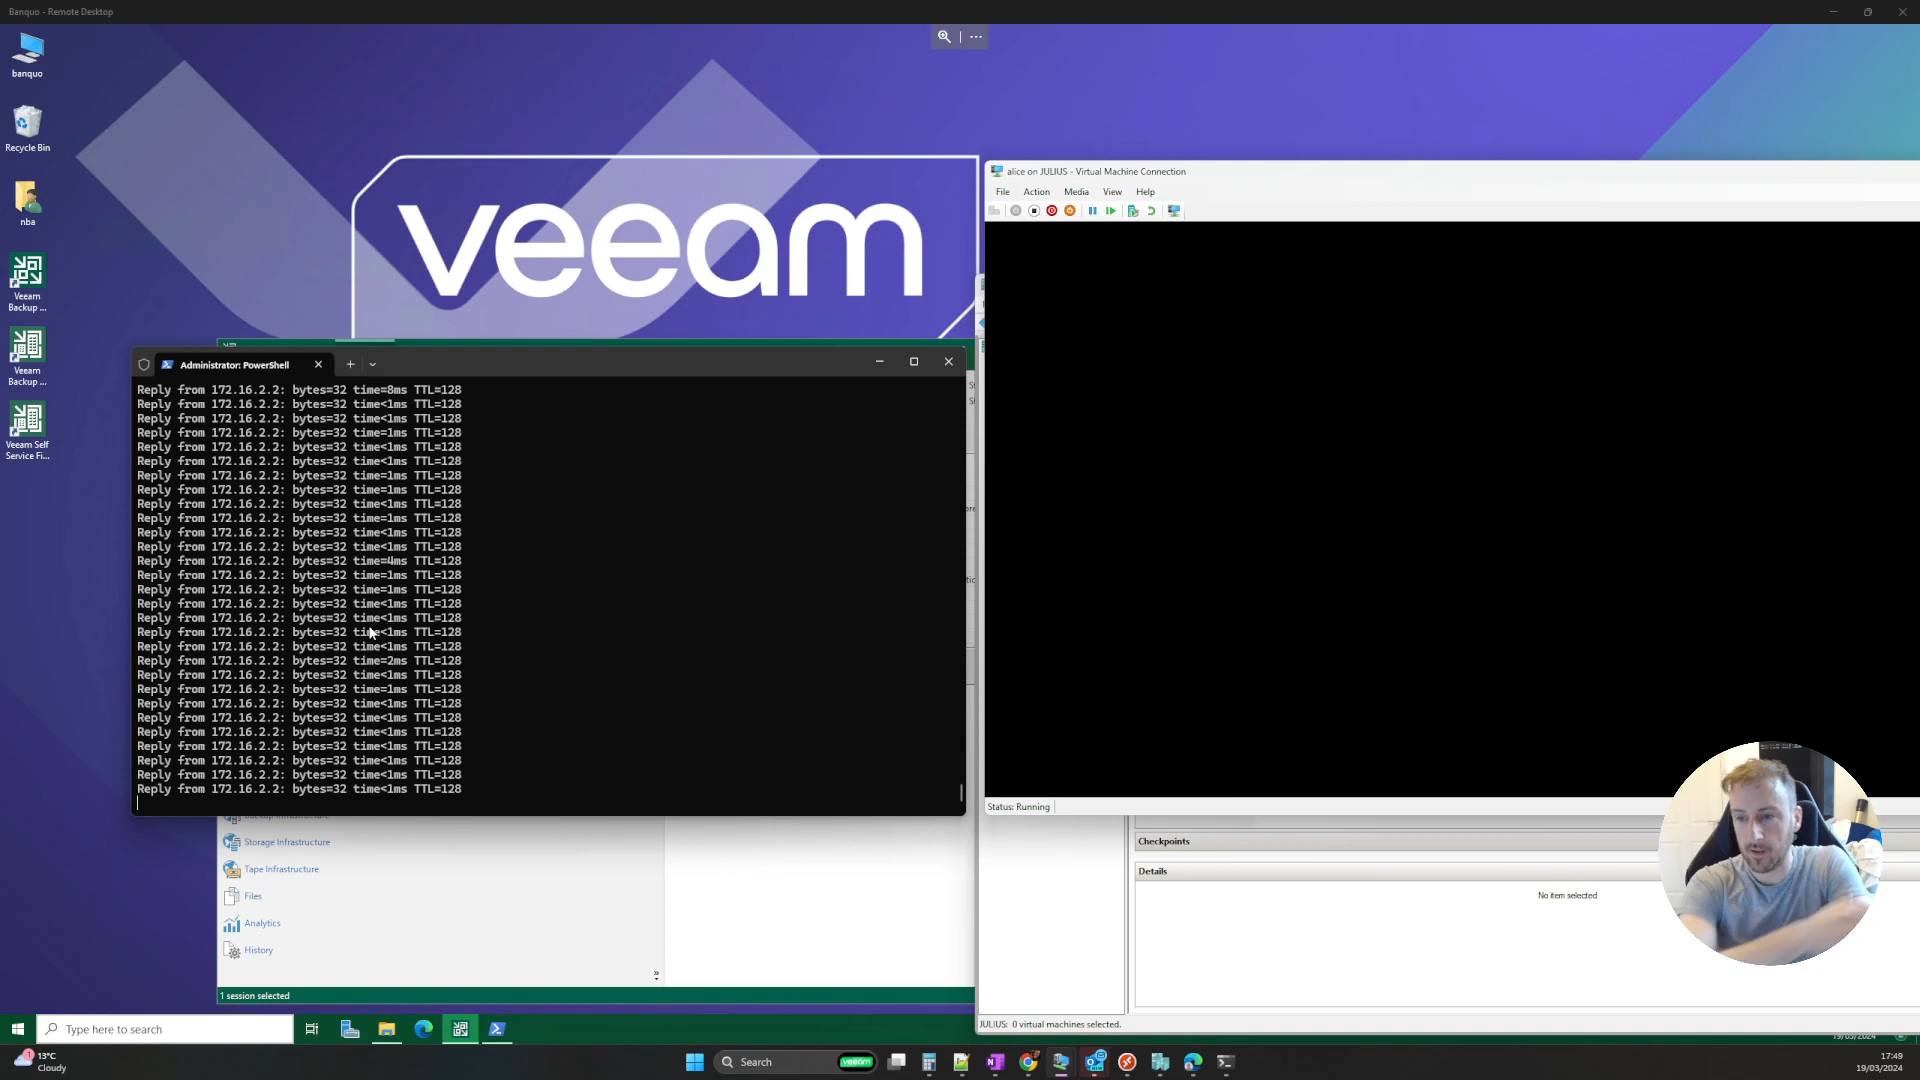 Banquo - Remote Desktop
banquo
Recycle Bin
nba
Veeam
Backup ...
Veeam
Backup ...
Veeam Self
Service Fi...
veeam
alice on JULIUS - Virtual Machine Connection
File Action Media View Help
Administrator: PowerShell
Reply from 172.16.2.2: bytes=32 time=8ms TTL=128
Reply from 172.16.2.2: bytes=32 time<1ms TTL=128
Reply from 172.16.2.2: bytes=32 time<1ms TTL=128
Reply from 172.16.2.2: bytes=32 time=1ms TTL=128
Reply from 172.16.2.2: bytes=32 time<1ms TTL=128
Reply from 172.16.2.2: bytes=32 time<1ms TTL=128
Reply from 172.16.2.2: bytes=32 time=1ms TTL=128
Reply from 172.16.2.2: bytes=32 time=1ms TTL=128
Reply from 172.16.2.2: bytes=32 time<1ms TTL=128
Reply from 172.16.2.2: bytes=32 time=1ms TTL=128
Reply from 172.16.2.2: bytes=32 time<1ms TTL=128
Reply from 172.16.2.2: bytes=32 time<1ms TTL=128
Reply from 172.16.2.2: bytes=32 time=4ms TTL=128
Reply from 172.16.2.2: bytes=32 time=1ms TTL=128
Reply from 172.16.2.2: bytes=32 time=1ms TTL=128
Reply from 172.16.2.2: bytes=32 time<1ms TTL=128
Reply from 172.16.2.2: bytes=32 time<1ms TTL=128
Reply from 172.16.2.2: bytes=32 time<1ms TTL=128
Reply from 172.16.2.2: bytes=32 time<1ms TTL=128
Reply from 172.16.2.2: bytes=32 time=2ms TTL=128
Reply from 172.16.2.2: bytes=32 time<1ms TTL=128
Reply from 172.16.2.2: bytes=32 time=1ms TTL=128
Reply from 172.16.2.2: bytes=32 time<1ms TTL=128
Reply from 172.16.2.2: bytes=32 time<1ms TTL=128
Reply from 172.16.2.2: bytes=32 time<1ms TTL=128
Reply from 172.16.2.2: bytes=32 time<1ms TTL=128
Reply from 172.16.2.2: bytes=32 time<1ms TTL=128
Reply from 172.16.2.2: bytes=32 time<1ms TTL=128
Reply from 172.16.2.2: bytes=32 time<1ms TTL=128
Status: Running
Storage Infrastructure
Tape Infrastructure
Files
Analytics
History
1 session selected
Checkpoints
Details
No item selected
JULIUS: 0 virtual machines selected.
Type here to search
19/03/2024
13°C
Cloudy
Search
veeam
17:49
19/03/2024